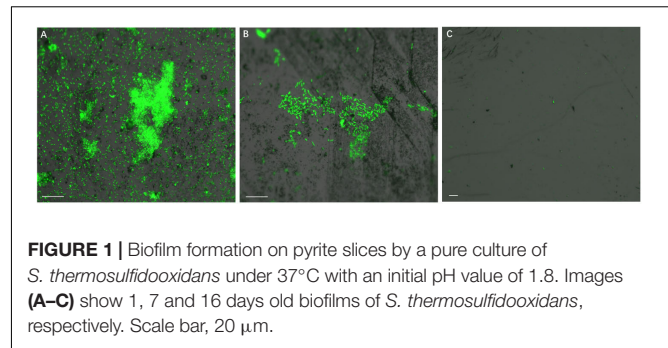 A
B
C
FIGURE 1 | Biofilm formation on pyrite slices by a pure culture of
S. thermosulfidooxidans under 37°C with an initial pH value of 1.8. Images
(A–C) show 1, 7 and 16 days old biofilms of S. thermosulfidooxidans,
respectively. Scale bar, 20 μm.